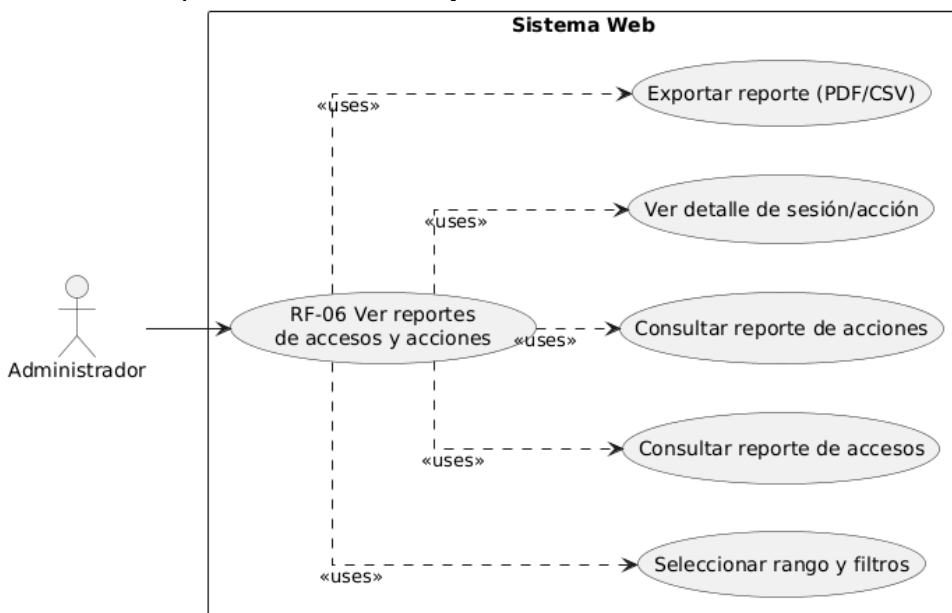 Sistema Web
«uses»
Exportar reporte (PDF/CSV)
«uses»
Ver detalle de sesión/acción
Administrador
RF-06 Ver reportes
de accesos y acciones
«uses»
Consultar reporte de acciones
«uses»
Consultar reporte de accesos
«uses»
Seleccionar rango y filtros